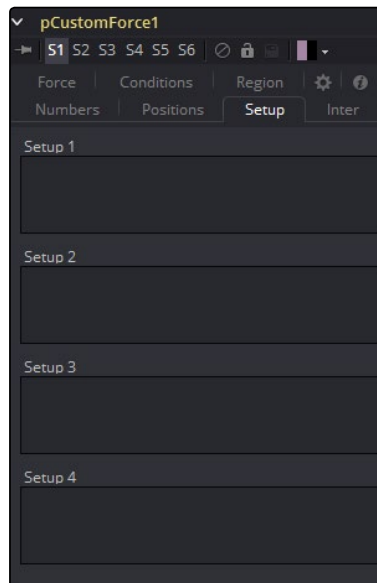 pCustomForce1
S1 S2 S3 S4 S5 S6
Force Conditions Region
Numbers Positions Setup Inter
Setup 1
Setup 2
Setup 3
Setup 4